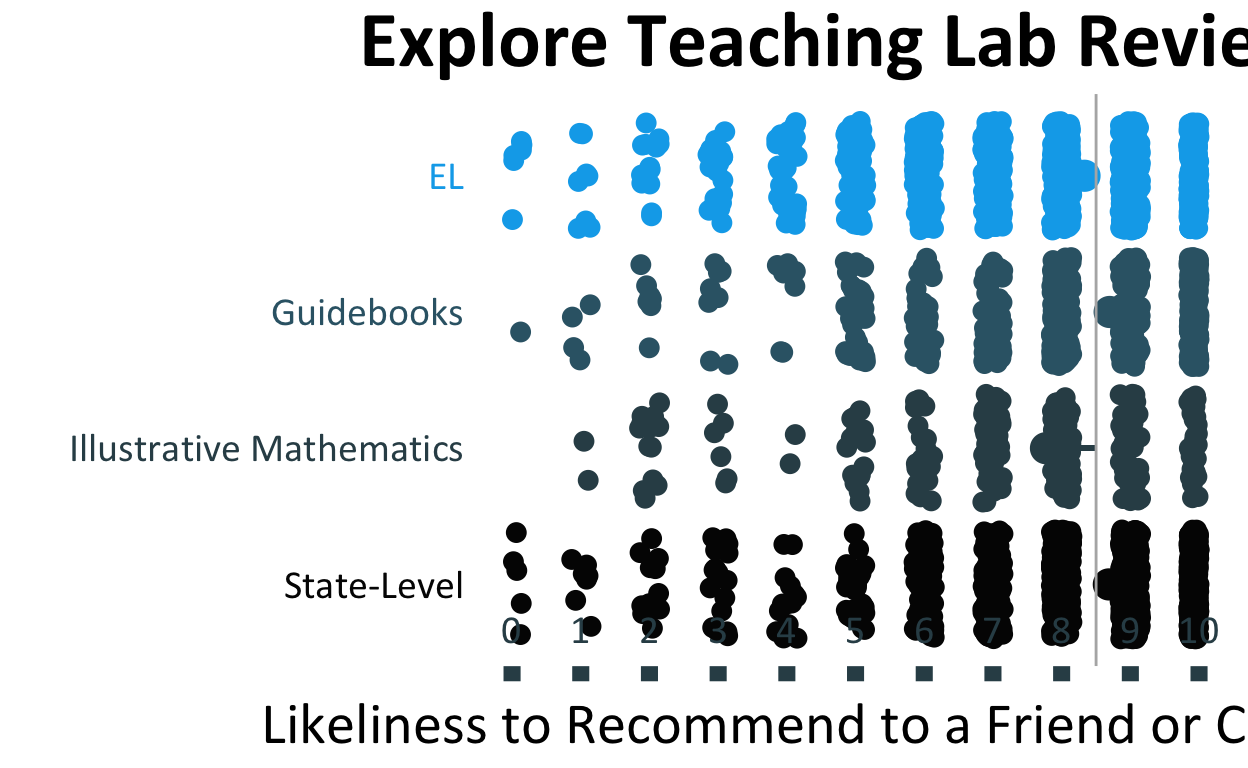 Explore Teaching Lab Revie
EL
Guidebooks
Illustrative Mathematics
State-Level
0 1 2 3 4 5 6 7 8 9 10
Likeliness to Recommend to a Friend or C